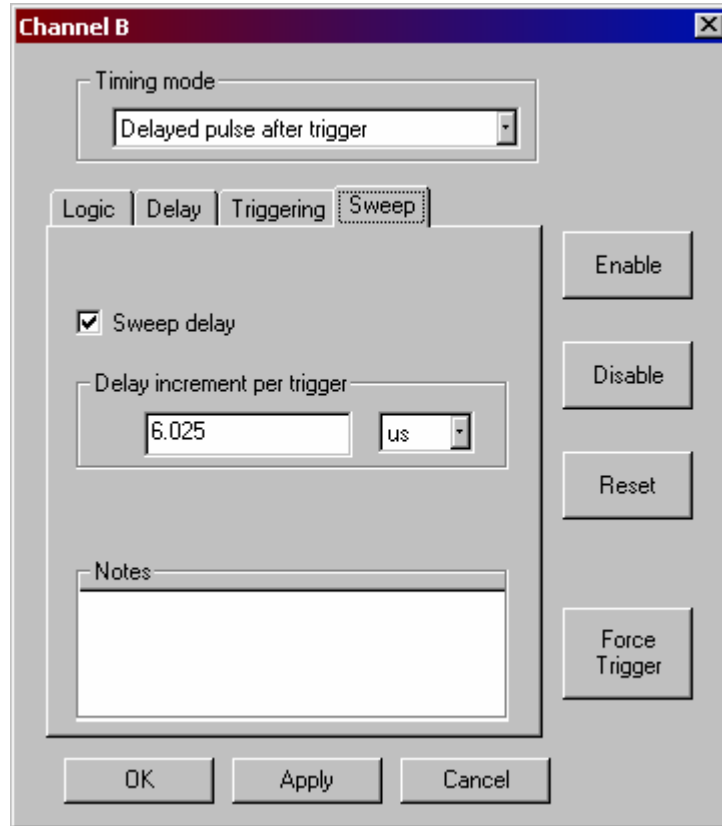 Channel B
Timing mode
Delayed pulse after trigger
Logic Delay Triggering Sweep
Enable
Sweep delay
Disable
Delay increment per trigger
6.025 us
Reset
Notes
Force
Trigger
OK Apply Cancel